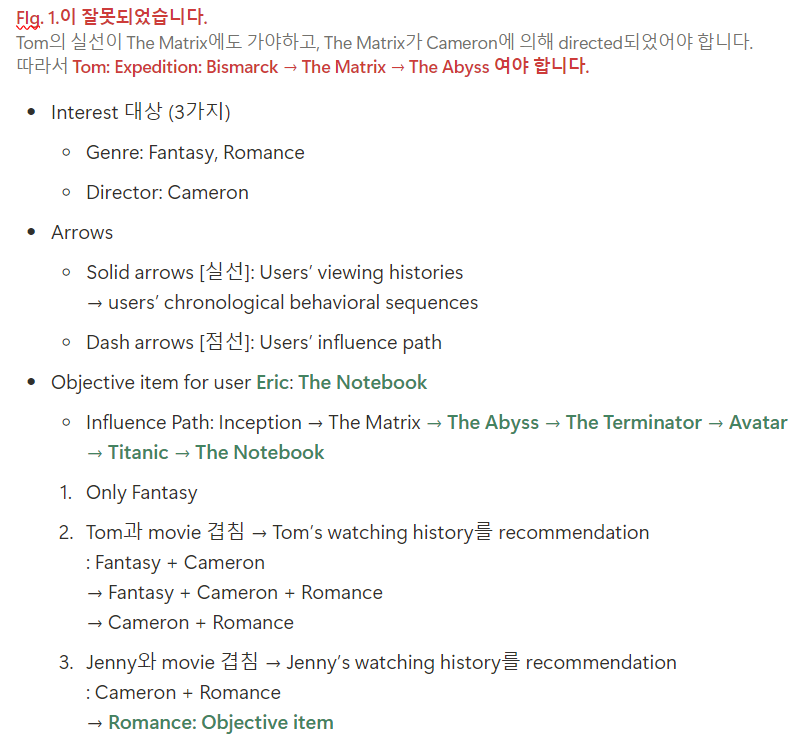 FIg. 1.이 잘못되었습니다.
Tom의 실선이 The Matrix에도 가야하고, The Matrix가 Cameron에 의해 directed되었어야 합니다.
따라서 Tom: Expedition: Bismarck → The Matrix → The Abyss 여야 합니다.
• Interest 대상 (3가지)
◦ Genre: Fantasy, Romance
◦ Director: Cameron
• Arrows
◦ Solid arrows [실선]: Users’ viewing histories
→ users’ chronological behavioral sequences
◦ Dash arrows [점선]: Users’ influence path
• Objective item for user Eric: The Notebook
◦ Influence Path: Inception → The Matrix → The Abyss → The Terminator → Avatar
→ Titanic → The Notebook
1. Only Fantasy
2. Tom과 movie 겹침 → Tom’s watching history를 recommendation
: Fantasy + Cameron
→ Fantasy + Cameron + Romance
→ Cameron + Romance
3. Jenny와 movie 겹침 → Jenny’s watching history를 recommendation
: Cameron + Romance
→ Romance: Objective item